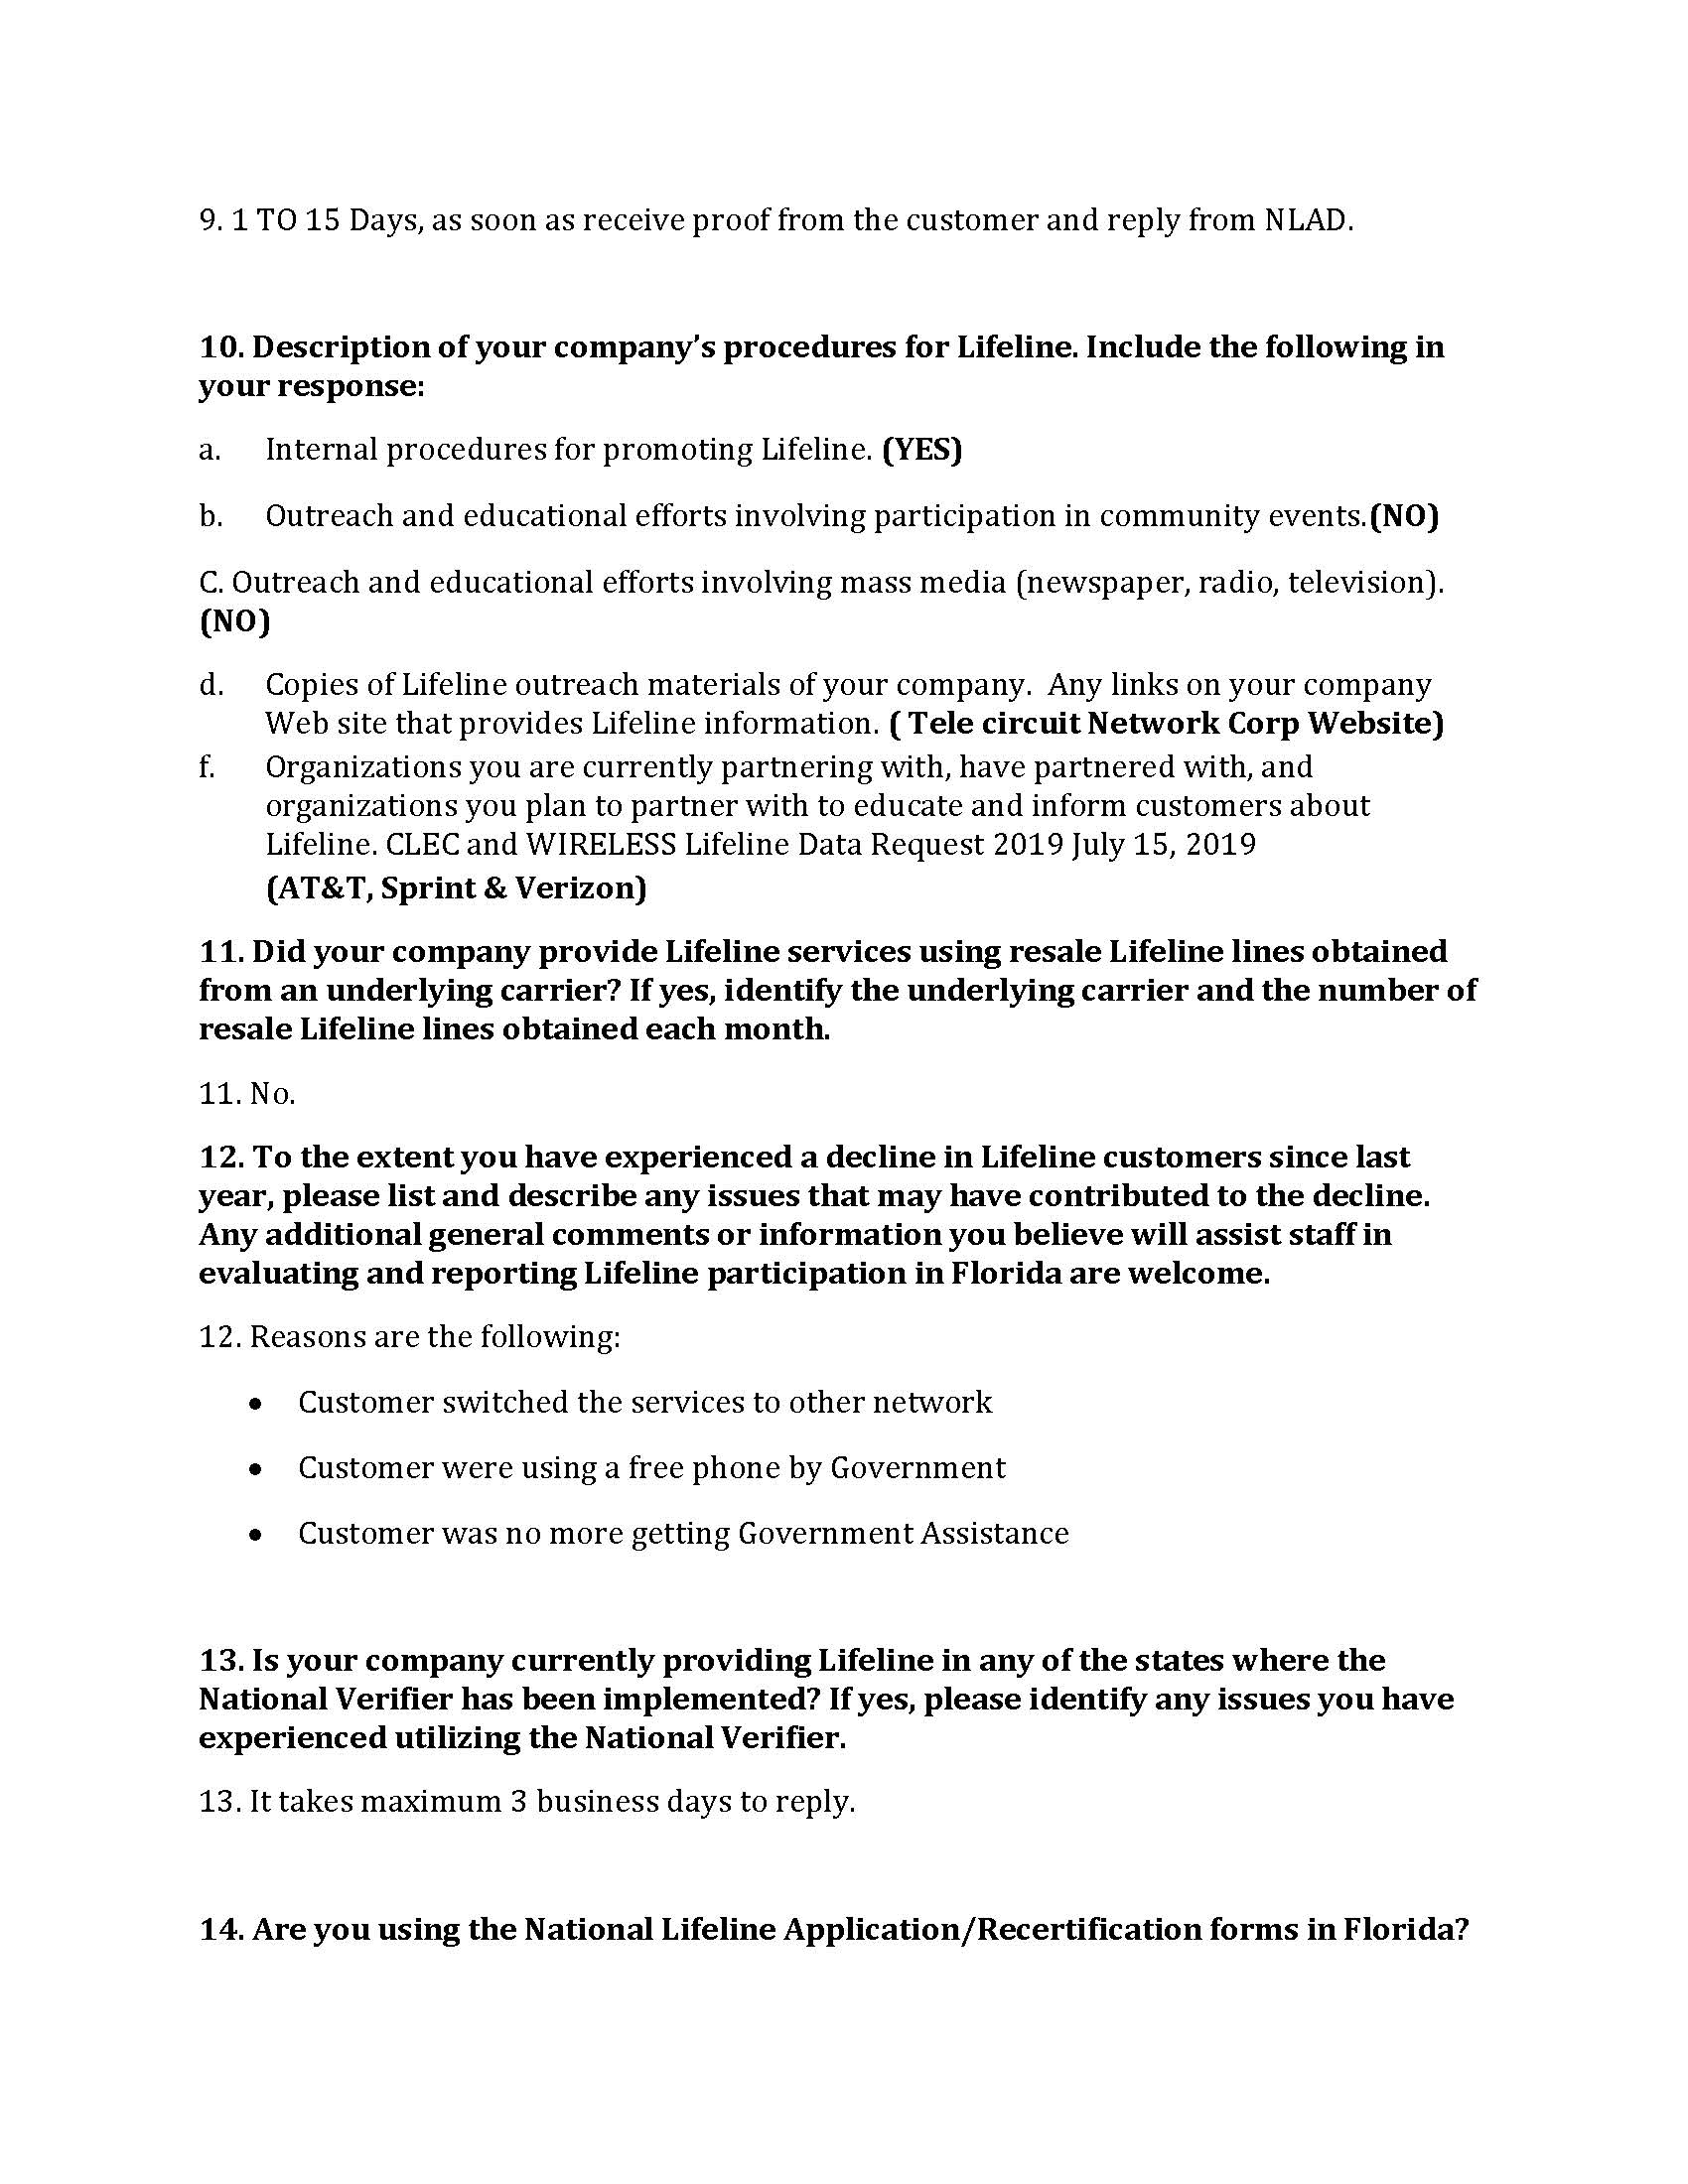 9. 1 TO 15 Days, as soon as receive proof from the customer and reply from NLAD.
10. Description of your company’s procedures for Lifeline. Include the following in
your response:
a. Internal procedures for promoting Lifeline. (YES)
b. Outreach and educational efforts involving participation in community events.(NO)
C. Outreach and educational efforts involving mass media (newspaper, radio, television).
(NO)
d. Copies of Lifeline outreach materials of your company. Any links on your company
Web site that provides Lifeline information. ( Tele circuit Network Corp Website)
f. Organizations you are currently partnering with, have partnered with, and
organizations you plan to partner with to educate and inform customers about
Lifeline. CLEC and WIRELESS Lifeline Data Request 2019 July 15, 2019
(AT&T, Sprint & Verizon)
11. Did your company provide Lifeline services using resale Lifeline lines obtained
from an underlying carrier? If yes, identify the underlying carrier and the number of
resale Lifeline lines obtained each month.
11. No.
12. To the extent you have experienced a decline in Lifeline customers since last
year, please list and describe any issues that may have contributed to the decline.
Any additional general comments or information you believe will assist staff in
evaluating and reporting Lifeline participation in Florida are welcome.
12. Reasons are the following:
• Customer switched the services to other network
• Customer were using a free phone by Government
• Customer was no more getting Government Assistance
13. Is your company currently providing Lifeline in any of the states where the
National Verifier has been implemented? If yes, please identify any issues you have
experienced utilizing the National Verifier.
13. It takes maximum 3 business days to reply.
14. Are you using the National Lifeline Application/Recertification forms in Florida?